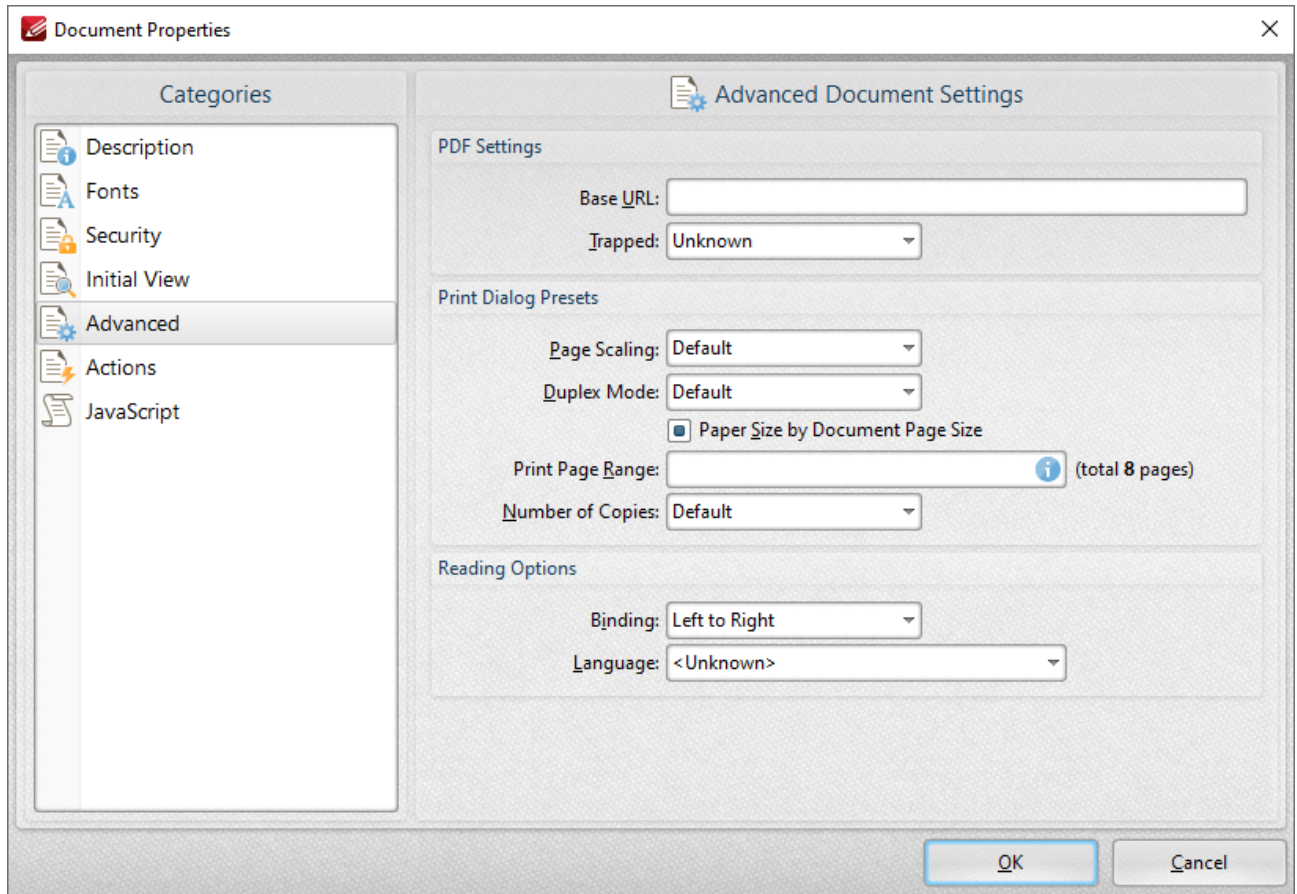 Document Properties
Categories
Description
Fonts
Security
Initial View
Advanced
Actions
JavaScript
Advanced Document Settings
PDF Settings
Base URL:
Trapped: Unknown
Print Dialog Presets
Page Scaling: Default
Duplex Mode: Default
Paper Size by Document Page Size
Print Page Range: (total 8 pages)
Number of Copies: Default
Reading Options
Binding: Left to Right
Language: <Unknown>
OK Cancel